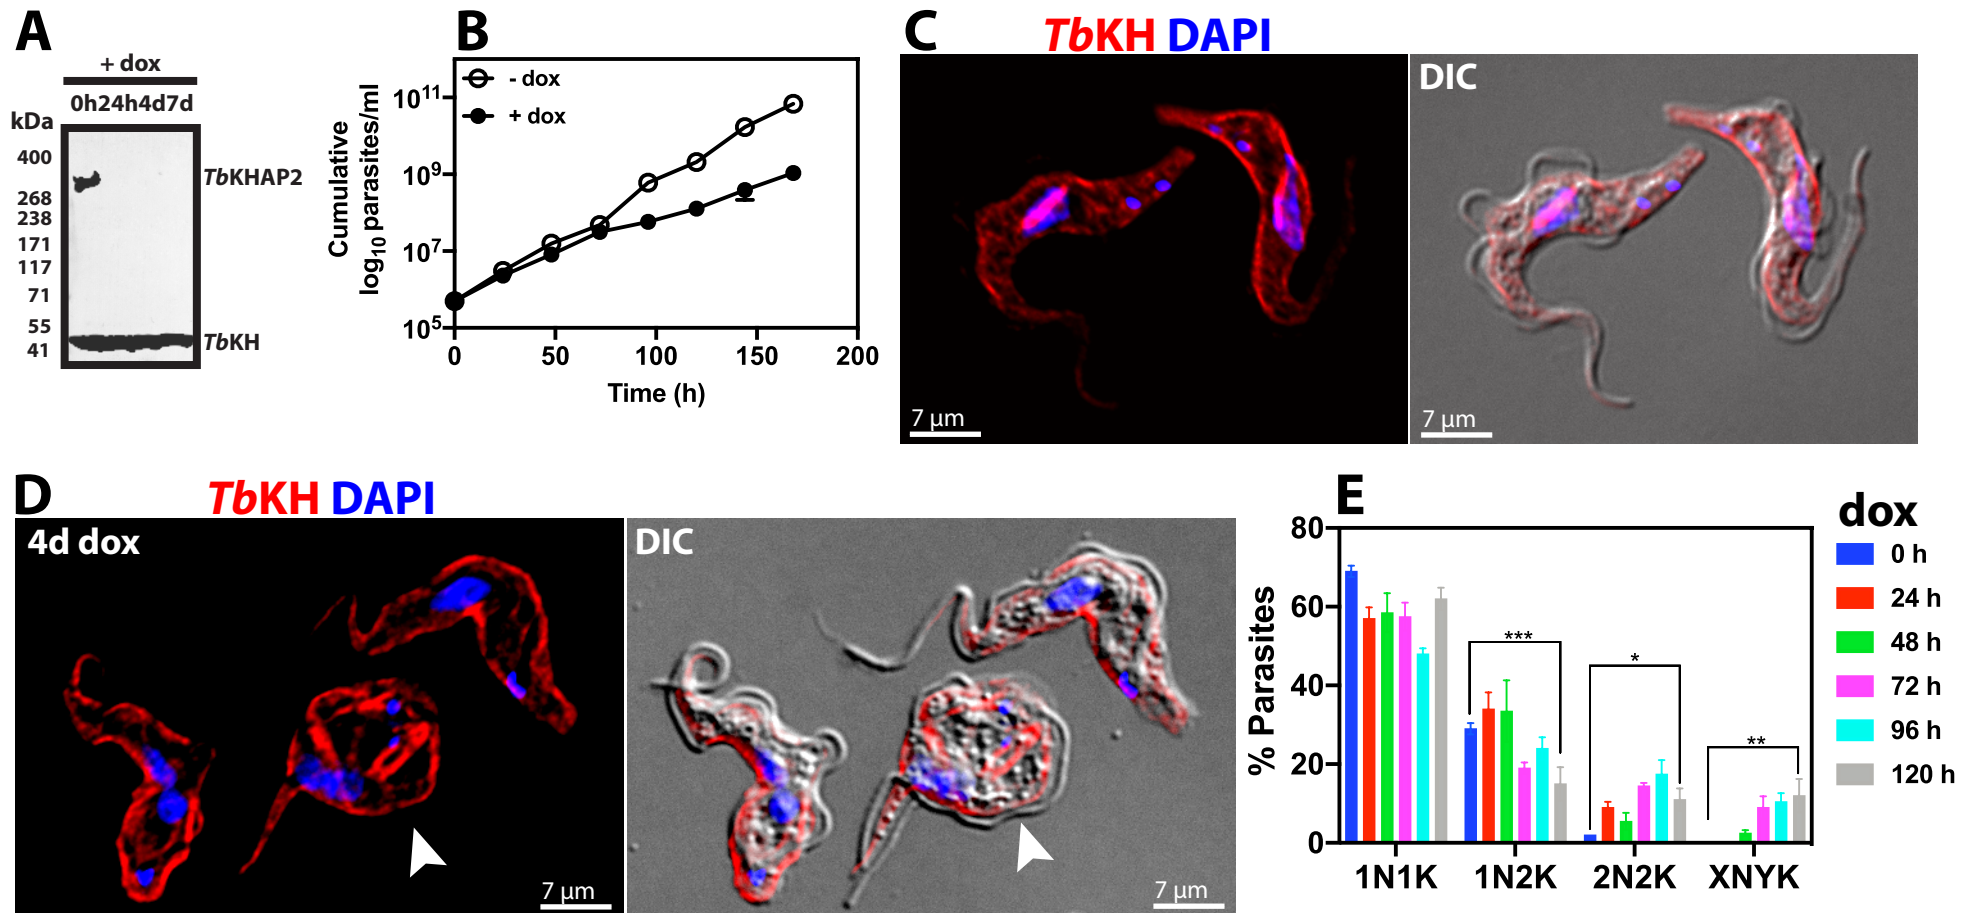 A
+ dox
0h24h4d7d
kDa
400
268
238
171
117
71
55
41
TbKHAP2
TbKH
B
- dox
+ dox
Cumulative
log10 parasites/ml
10^11
10^9
10^7
10^5
0 50 100 150 200
Time (h)
C
TbKH DAPI
7 µm
DIC
7 µm
D
TbKH DAPI
4d dox
7 µm
DIC
7 µm
E
% Parasites
80
60
40
20
0
***
*
**
1N1K 1N2K 2N2K XNYK
dox
0 h
24 h
48 h
72 h
96 h
120 h